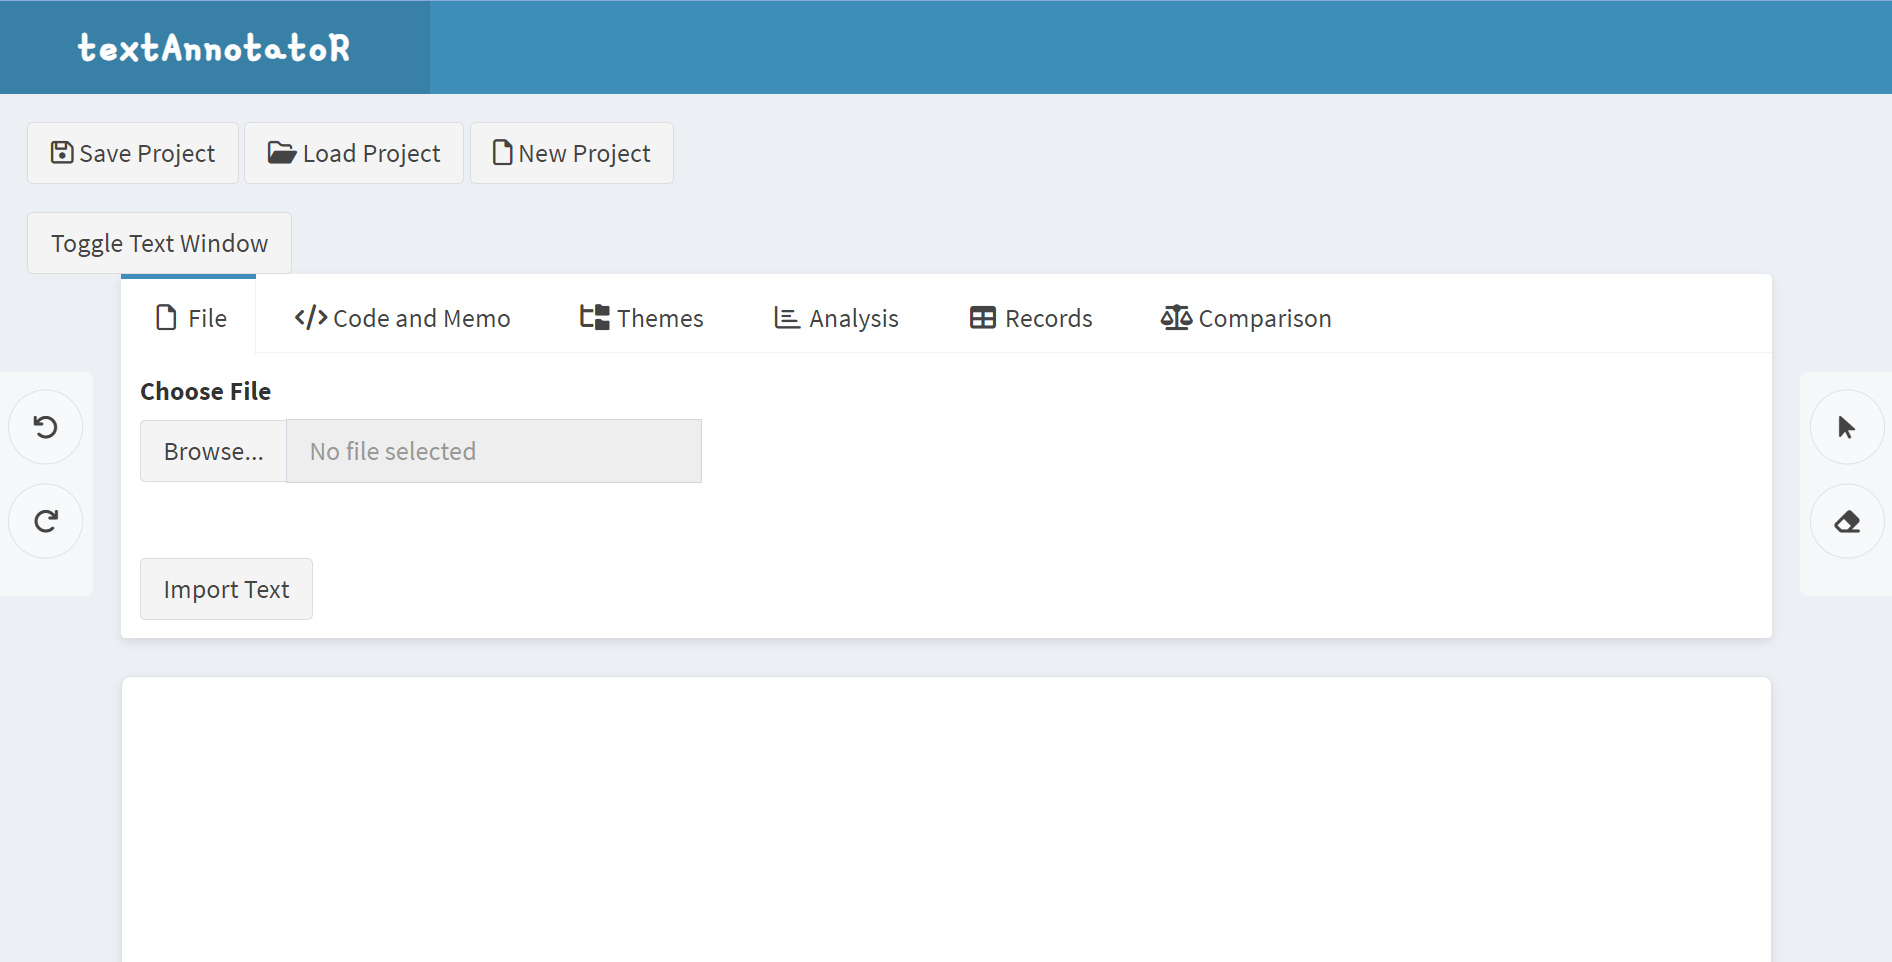 textAnnotatoR
Save Project Load Project New Project
Toggle Text Window
File Code and Memo Themes Analysis Records Comparison
Choose File
Browse... No file selected
Import Text